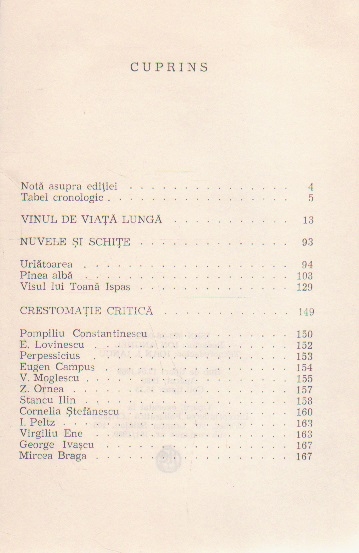 CUPRINS
Notă asupra ediției . . . . . . . . . . . . . . . 4
Tabel cronologic . . . . . . . . . . . . . . . . 5
VINUL DE VIAȚĂ LUNGĂ . . . . . . . . . . . 13
NUVELE ȘI SCHIȚE . . . . . . . . . . . . . . 93
Urlătoarea . . . . . . . . . . . . . . . . . . 94
Pînea albă . . . . . . . . . . . . . . . . . . 103
Visul lui Toană Ispas . . . . . . . . . . . . . . 129
CRESTOMAȚIE CRITICĂ . . . . . . . . . . . . 149
Pompiliu Constantinescu . . . . . . . . . . . . . 150
E. Lovinescu . . . . . . . . . . . . . . . . . 152
Perpessicius . . . . . . . . . . . . . . . . . 153
Eugen Campus . . . . . . . . . . . . . . . . 154
V. Moglescu . . . . . . . . . . . . . . . . . 155
Z. Ornea . . . . . . . . . . . . . . . . . . 157
Stancu Ilin . . . . . . . . . . . . . . . . . 158
Cornelia Ștefănescu . . . . . . . . . . . . . . 160
I. Peltz . . . . . . . . . . . . . . . . . . . 163
Virgiliu Ene . . . . . . . . . . . . . . . . . 163
George Ivașcu . . . . . . . . . . . . . . . . 167
Mircea Braga . . . . . . . . . . . . . . . . . 167